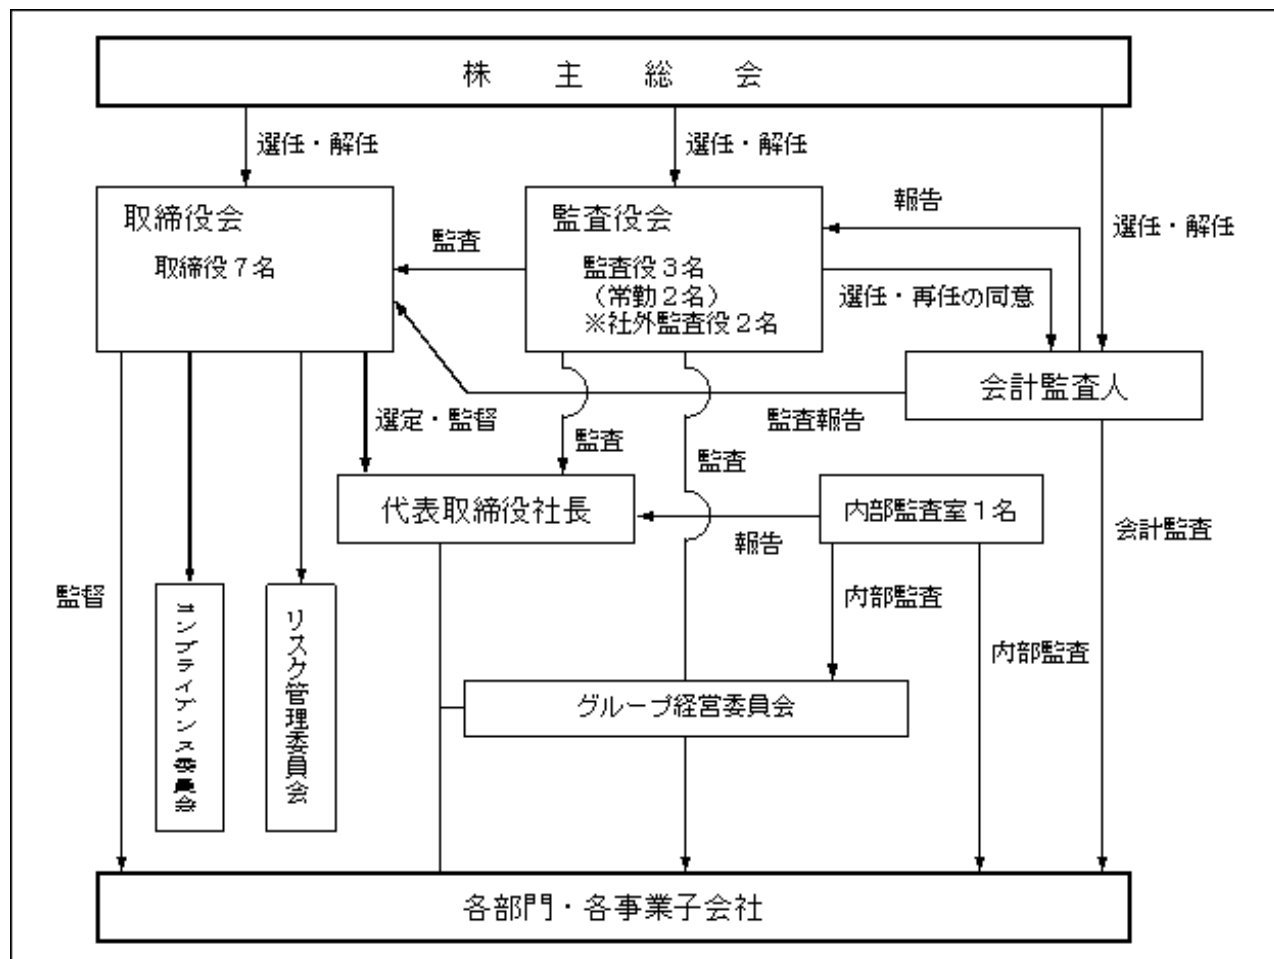 株主総会
選任・解任
選任・解任
選任・解任
取締役会
取締役７名
監査
監査役会
監査役３名
（常勤２名）
※社外監査役２名
報告
選任・再任の同意
会計監査人
監査報告
選定・監督
監査
監査
代表取締役社長
報告
内部監査室１名
会計監査
監督
コンプライアンス委員会
リスク管理委員会
内部監査
内部監査
グループ経営委員会
各部門・各事業子会社